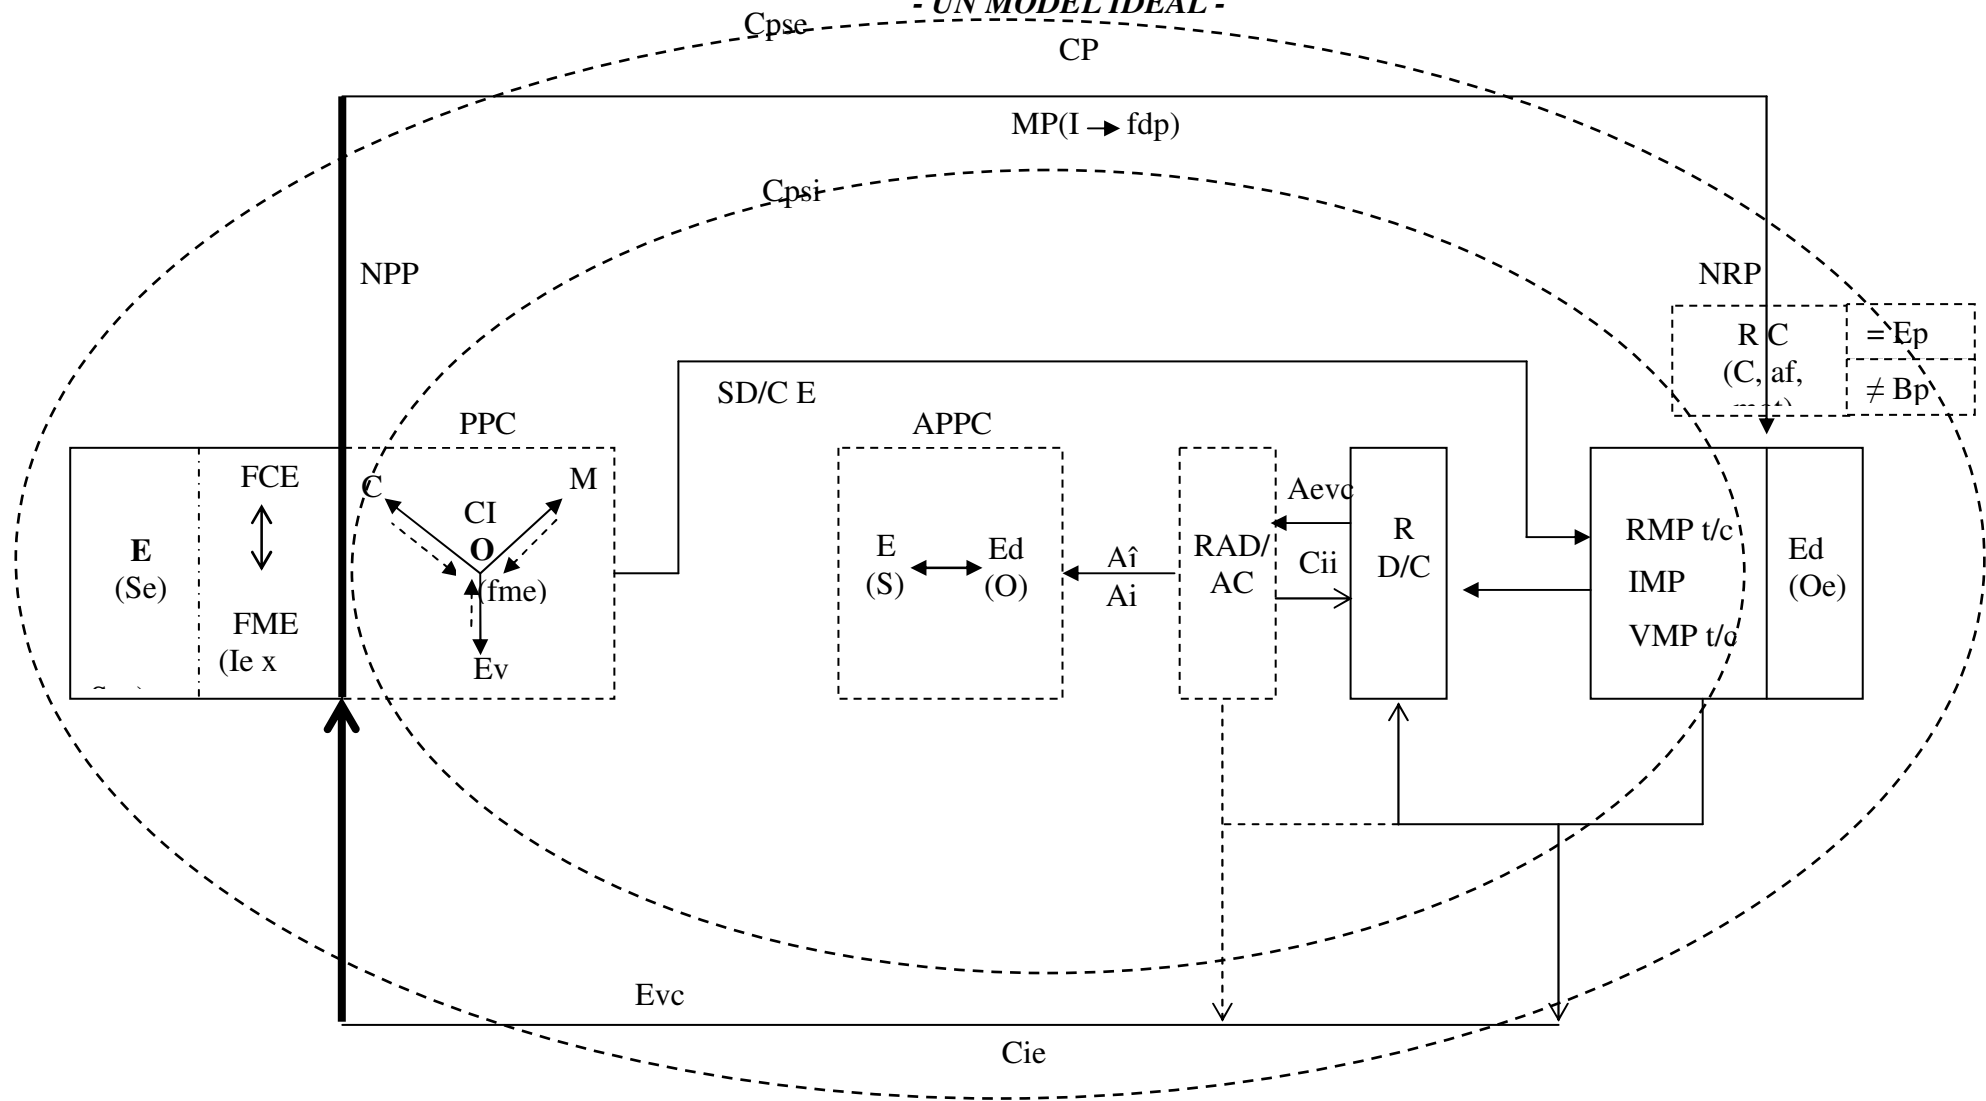 - UN MODEL IDEAL -
Cpse
CP
MP(I → fdp)
Cpsi
NPP
NRP
R C
(C, af,
= Ep
≠ Bp
SD/C E
PPC
APPC
E
(Se)
FCE
FME
(Ie x
C
M
CI
O
(fme)
Ev
E
(S)
Ed
(O)
Aî
Ai
RAD/
AC
Aevc
Cii
R
D/C
RMP t/c
IMP
VMP t/c
Ed
(Oe)
Evc
Cie